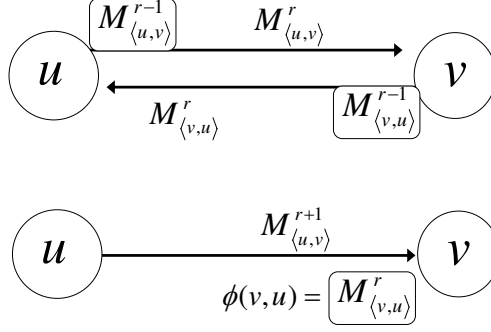 M^{r-1}_{⟨u,v⟩} M^{r}_{⟨u,v⟩}
u v
M^{r}_{⟨v,u⟩} M^{r-1}_{⟨v,u⟩}
M^{r+1}_{⟨u,v⟩}
u v
ϕ(v,u) = M^{r}_{⟨v,u⟩}